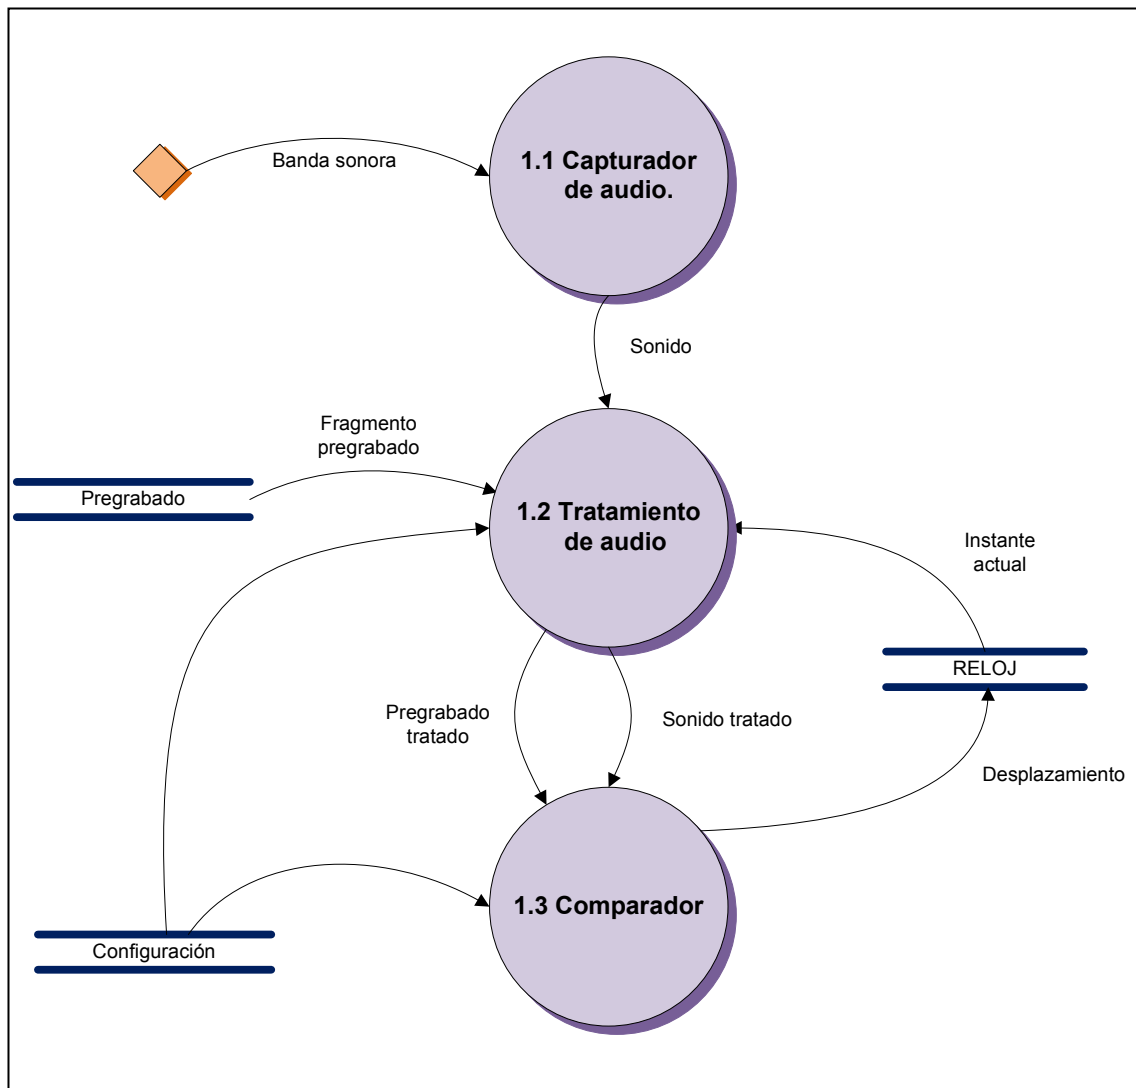 1.1 Capturador
de audio.
Banda sonora
Sonido
Fragmento
pregrabado
Pregrabado
1.2 Tratamiento
de audio
Instante
actual
RELOJ
Pregrabado
tratado
Sonido tratado
Desplazamiento
1.3 Comparador
Configuración